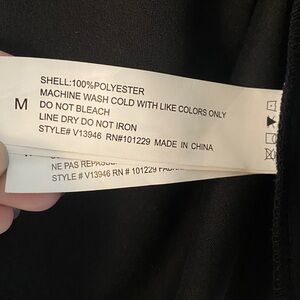 SHELL:100%POLYESTER
MACHINE WASH COLD WITH LIKE COLORS ONLY
M DO NOT BLEACH
LINE DRY DO NOT IRON
STYLE# V13946 RN#101229 MADE IN CHINA
NE PAS REPASS
STYLE # V13946 RN # 101229